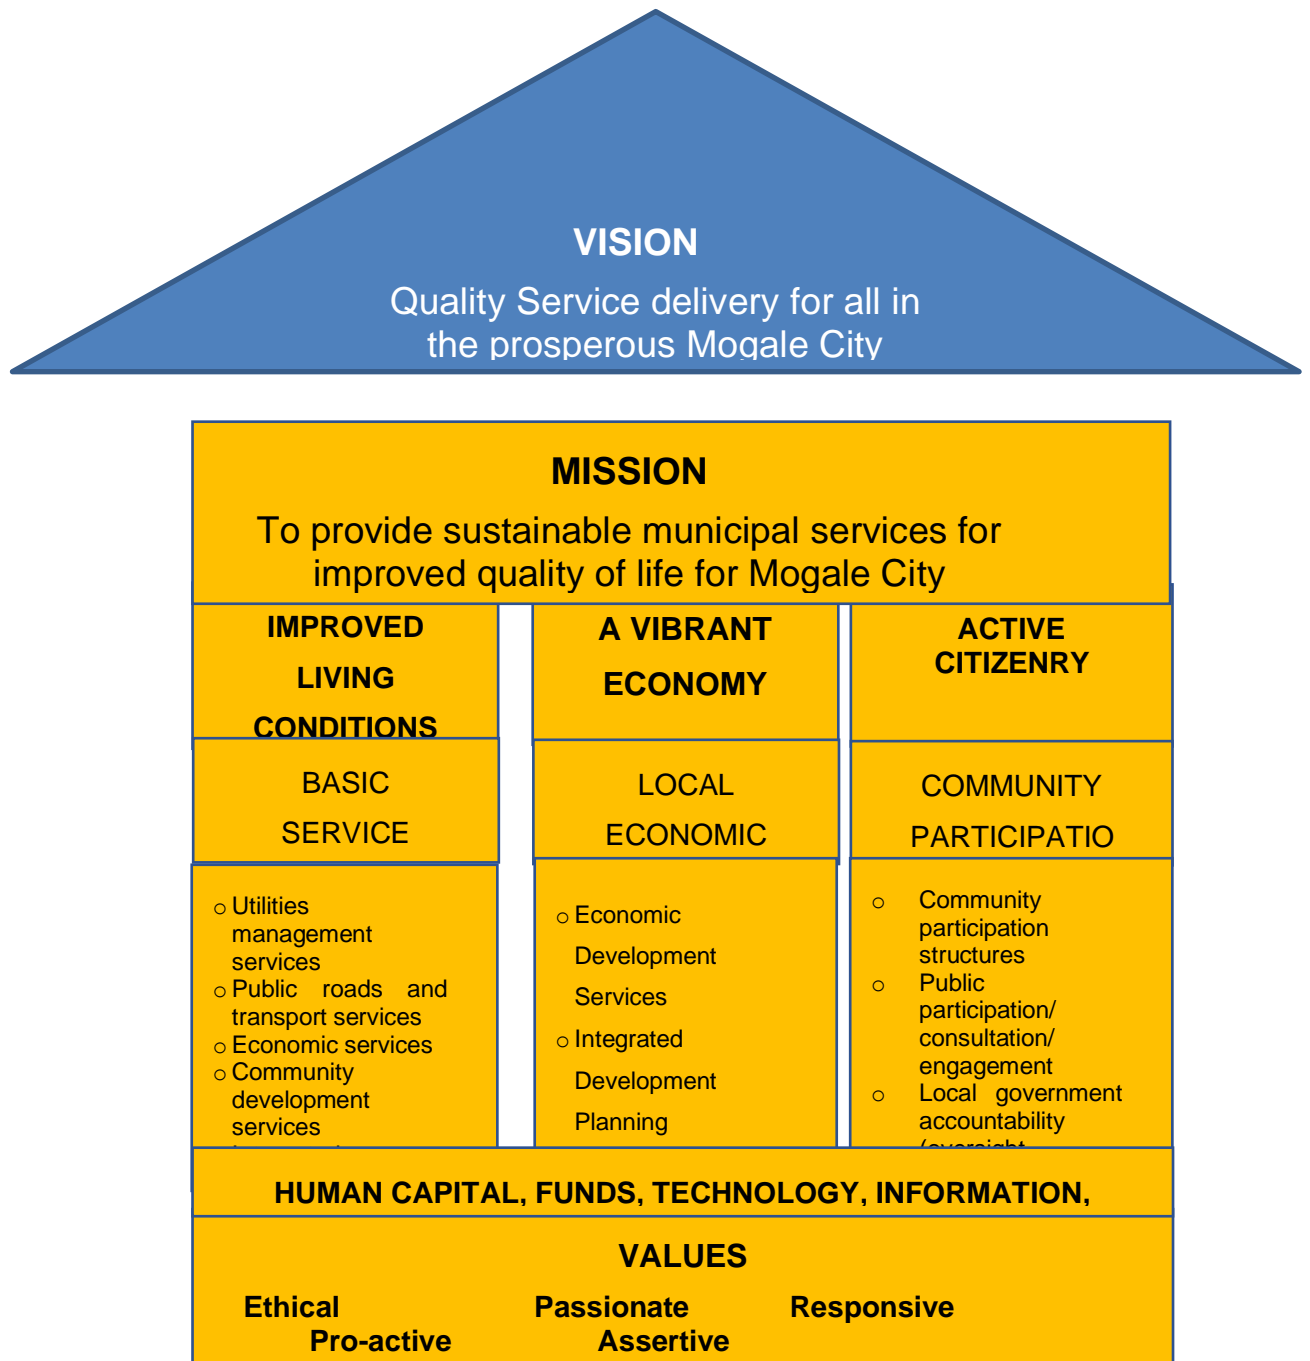 VISION
Quality Service delivery for all in
the prosperous Mogale City
MISSION
To provide sustainable municipal services for
improved quality of life for Mogale City
IMPROVED
LIVING
CONDITIONS
A VIBRANT
ECONOMY
ACTIVE
CITIZENRY
BASIC
SERVICE
LOCAL
ECONOMIC
COMMUNITY
PARTICIPATIO
o Utilities
management
services
o Public roads and
transport services
o Economic services
o Community
development
services
o Economic
Development
Services
o Integrated
Development
Planning
o Community
participation
structures
o Public
participation/
consultation/
engagement
o Local government
accountability
(oversight
HUMAN CAPITAL, FUNDS, TECHNOLOGY, INFORMATION,
VALUES
Ethical Passionate Responsive
Pro-active Assertive